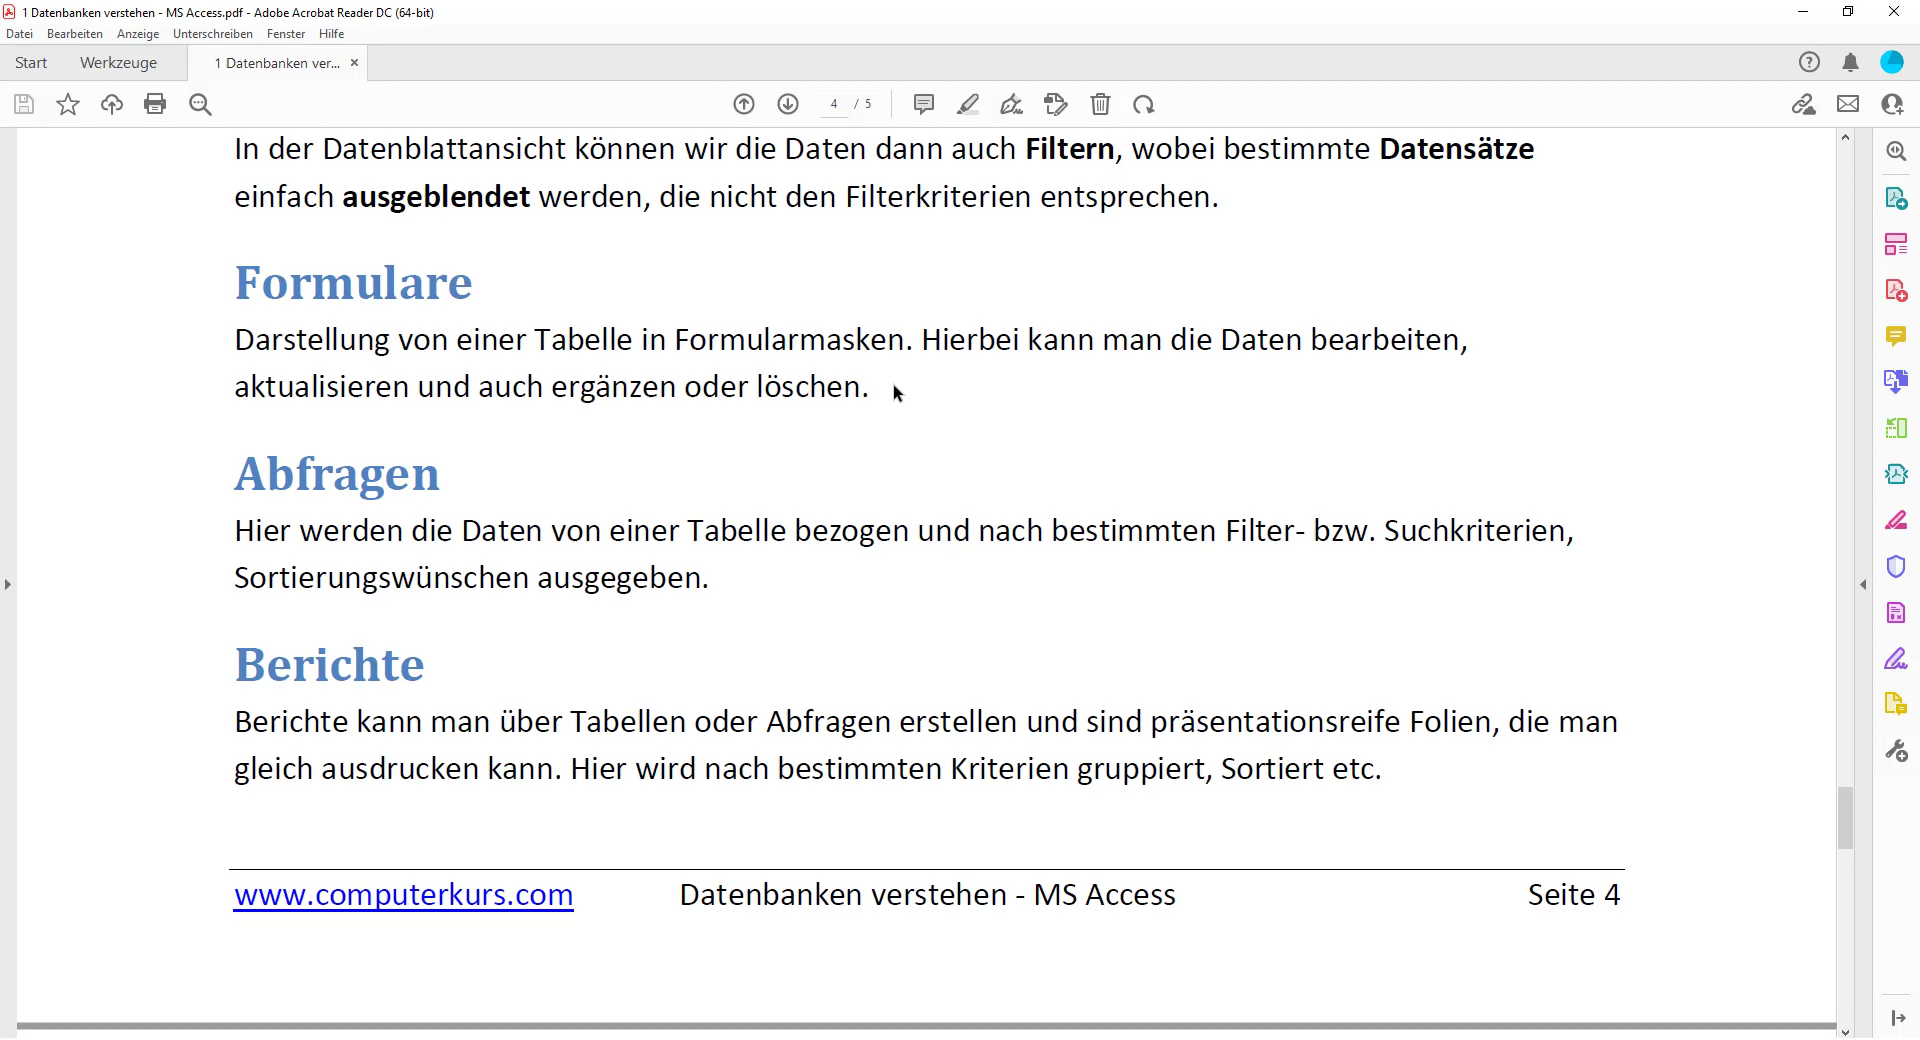 1 Datenbanken verstehen - MS Access.pdf - Adobe Acrobat Reader DC (64-bit)
Datei Bearbeiten Anzeige Unterschreiben Fenster Hilfe
Start Werkzeuge 1 Datenbanken ver...
4 / 5
In der Datenblattansicht können wir die Daten dann auch Filtern, wobei bestimmte Datensätze
einfach ausgeblendet werden, die nicht den Filterkriterien entsprechen.
Formulare
Darstellung von einer Tabelle in Formularmasken. Hierbei kann man die Daten bearbeiten,
aktualisieren und auch ergänzen oder löschen.
Abfragen
Hier werden die Daten von einer Tabelle bezogen und nach bestimmten Filter- bzw. Suchkriterien,
Sortierungswünschen ausgegeben.
Berichte
Berichte kann man über Tabellen oder Abfragen erstellen und sind präsentationsreife Folien, die man
gleich ausdrucken kann. Hier wird nach bestimmten Kriterien gruppiert, Sortiert etc.
www.computerkurs.com Datenbanken verstehen - MS Access Seite 4